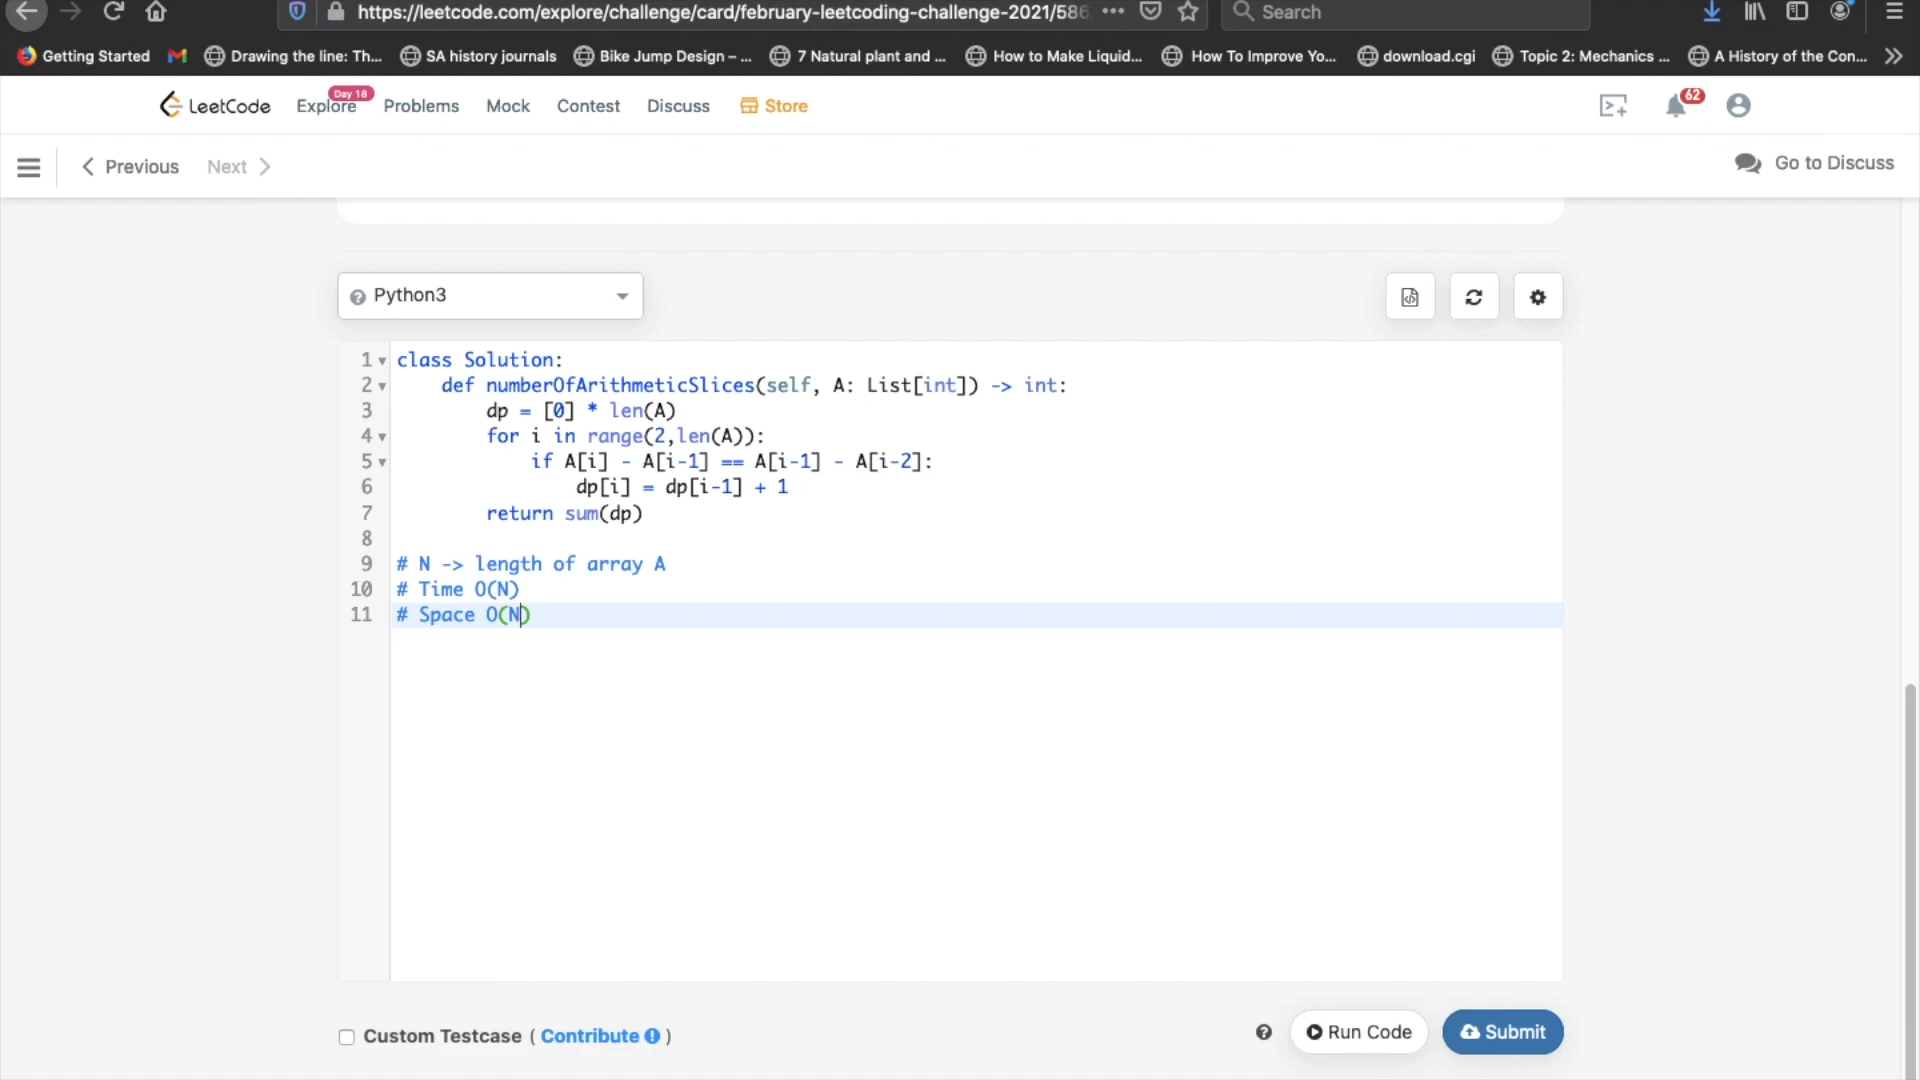 https://leetcode.com/explore/challenge/card/february-leetcoding-challenge-2021/586
Search
Getting Started
Drawing the line: Th...
SA history journals
Bike Jump Design – ...
7 Natural plant and ...
How to Make Liquid...
How To Improve Yo...
download.cgi
Topic 2: Mechanics ...
A History of the Con...
LeetCode
Explore
Day 18
Problems
Mock
Contest
Discuss
Store
62
Previous
Next
Go to Discuss
Python3
1 class Solution:
2 def numberOfArithmeticSlices(self, A: List[int]) -> int:
3 dp = [0] * len(A)
4 for i in range(2,len(A)):
5 if A[i] - A[i-1] == A[i-1] - A[i-2]:
6 dp[i] = dp[i-1] + 1
7 return sum(dp)
8
9 # N -> length of array A
10 # Time O(N)
11 # Space O(N)
Custom Testcase ( Contribute )
Run Code
Submit